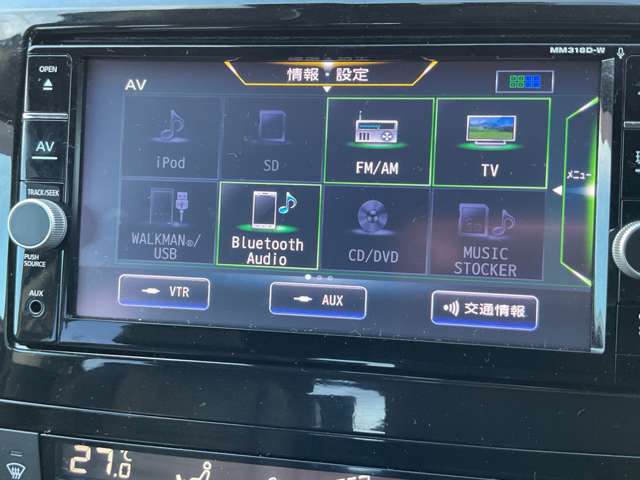 MM318D-W
OPEN
情報・設定
AV
AV
iPod
SD
FM/AM
TV
メニュー
TRACK/SEEK
WALKMAN®/
USB
Bluetooth
Audio
CD/DVD
MUSIC
STOCKER
PUSH
SOURCE
AUX
VTR
AUX
交通情報
27.0
°C